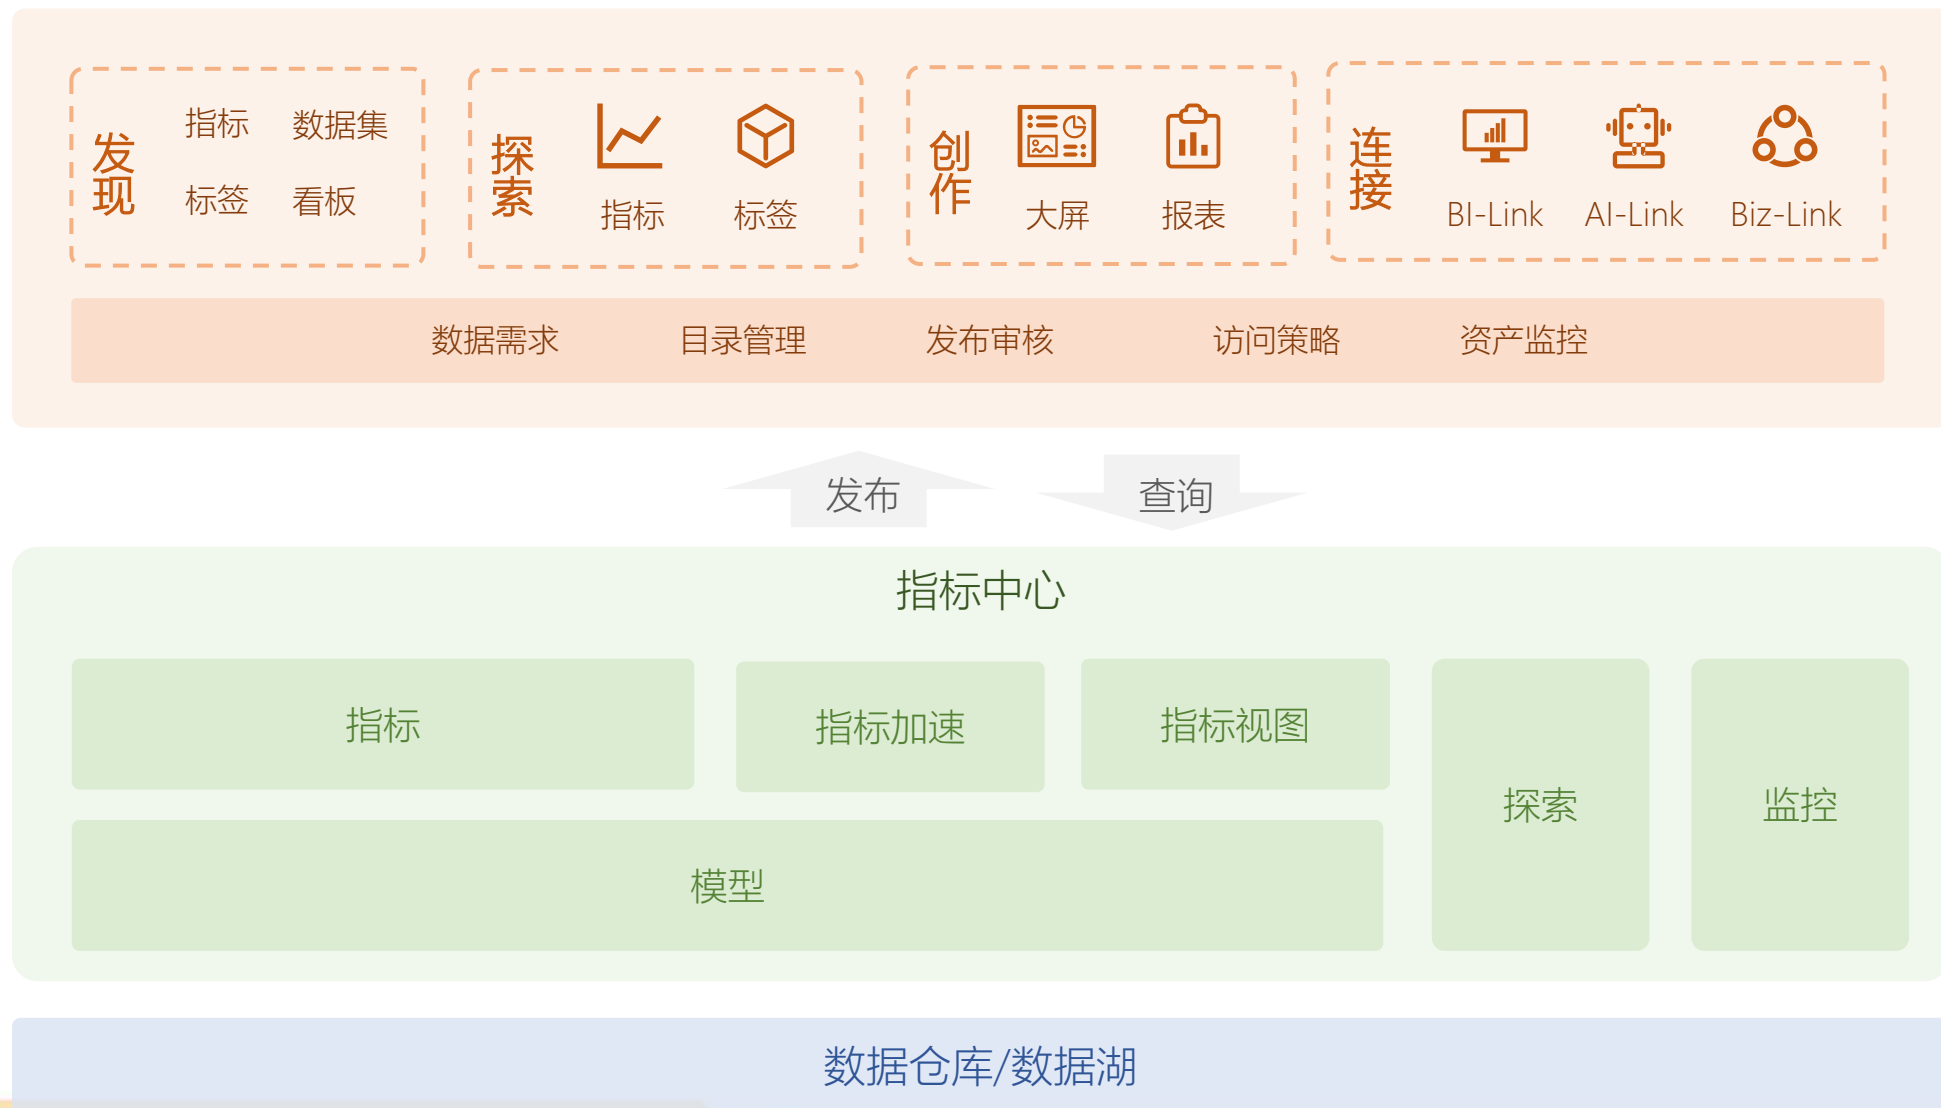 发现
指标 数据集
标签 看板
探索
指标 标签
创作
大屏 报表
连接
BI-Link AI-Link Biz-Link
数据需求 目录管理 发布审核 访问策略 资产监控
发布 查询
指标中心
指标 指标加速 指标视图
探索 监控
模型
数据仓库/数据湖